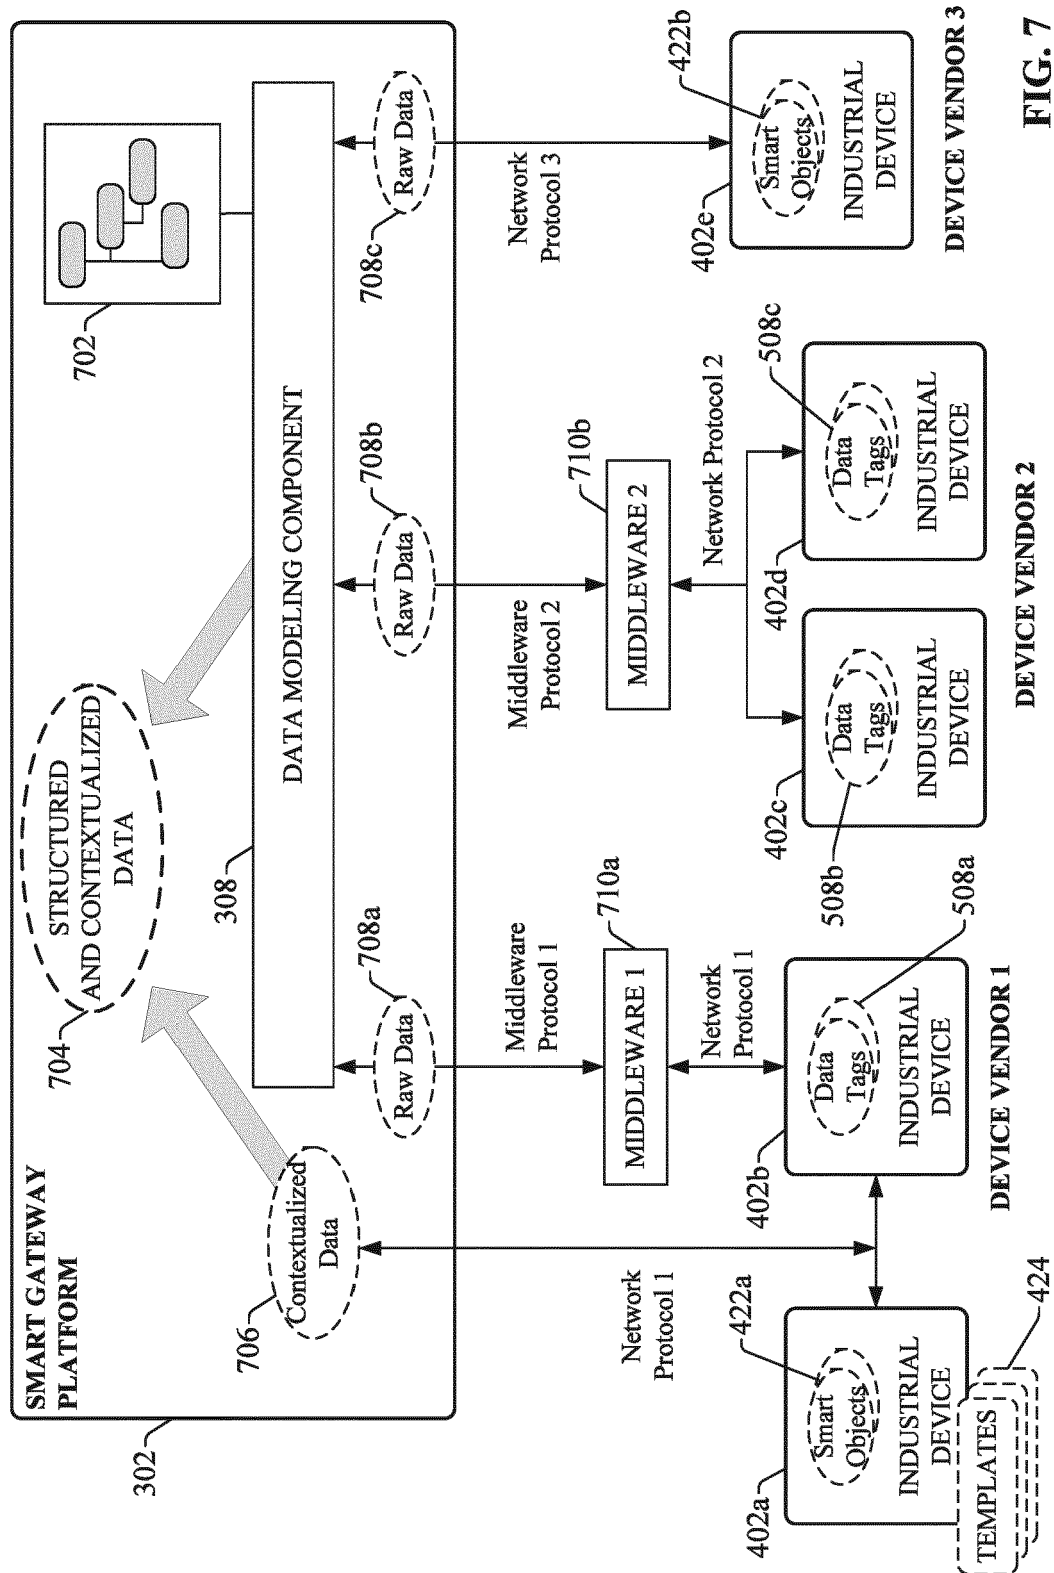 SMART GATEWAY
PLATFORM
302
704
STRUCTURED
AND CONTEXTUALIZED
DATA
702
706
Contextualized
Data
308
DATA MODELING COMPONENT
Raw Data
708a
Raw Data
708b
Raw Data
708c
Network
Protocol 1
Middleware
Protocol 1
Middleware
Protocol 2
Network
Protocol 3
MIDDLEWARE 1
710a
MIDDLEWARE 2
710b
Network
Protocol 1
Network Protocol 2
402a
Smart
Objects
422a
INDUSTRIAL
DEVICE
TEMPLATES
424
402b
Data
Tags
508a
INDUSTRIAL
DEVICE
DEVICE VENDOR 1
402c
Data
Tags
508b
INDUSTRIAL
DEVICE
402d
Data
Tags
508c
INDUSTRIAL
DEVICE
DEVICE VENDOR 2
402e
Smart
Objects
422b
INDUSTRIAL
DEVICE
DEVICE VENDOR 3
FIG. 7